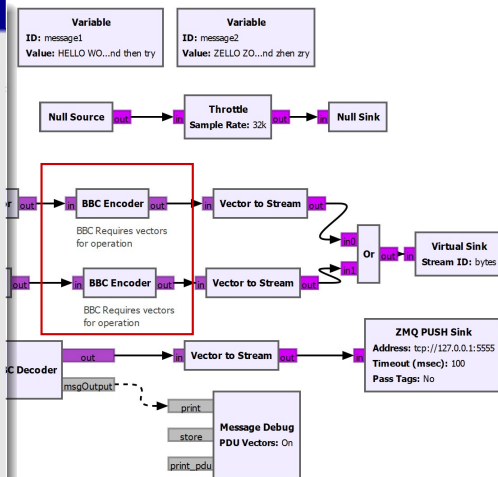 Variable
ID: message1
Value: HELLO WO...nd then try
Variable
ID: message2
Value: ZELLO ZO...nd zhen zry
Null Source
out
in
Throttle
Sample Rate: 32k
out
in
Null Sink
or
out
in
BBC Encoder
out
in
Vector to Stream
out
BBC Requires vectors
for operation
in0
in1
Or
out
in
Virtual Sink
Stream ID: bytes
out
in
BBC Encoder
out
in
Vector to Stream
out
BBC Requires vectors
for operation
C Decoder
out
msgOutput
in
Vector to Stream
out
in
ZMQ PUSH Sink
Address: tcp://127.0.0.1:5555
Timeout (msec): 100
Pass Tags: No
print
store
print_pdu
Message Debug
PDU Vectors: On